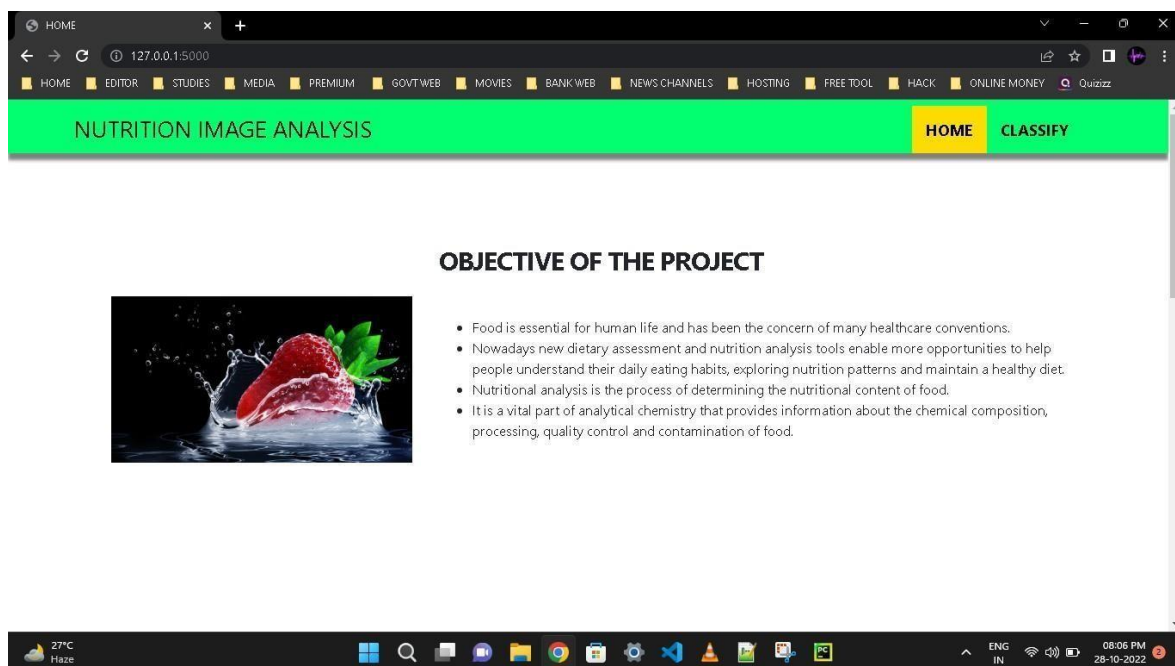 HOME
127.0.0.1:5000
HOME EDITOR STUDIES MEDIA PREMIUM GOVT WEB MOVIES BANK WEB NEWS CHANNELS HOSTING FREE TOOL HACK ONLINE MONEY Quizizz
NUTRITION IMAGE ANALYSIS HOME CLASSIFY
OBJECTIVE OF THE PROJECT
• Food is essential for human life and has been the concern of many healthcare conventions.
• Nowadays new dietary assessment and nutrition analysis tools enable more opportunities to help
people understand their daily eating habits, exploring nutrition patterns and maintain a healthy diet.
• Nutritional analysis is the process of determining the nutritional content of food.
• It is a vital part of analytical chemistry that provides information about the chemical composition,
processing, quality control and contamination of food.
27°C
Haze
PC
ENG
IN
08:06 PM
28-10-2022
2